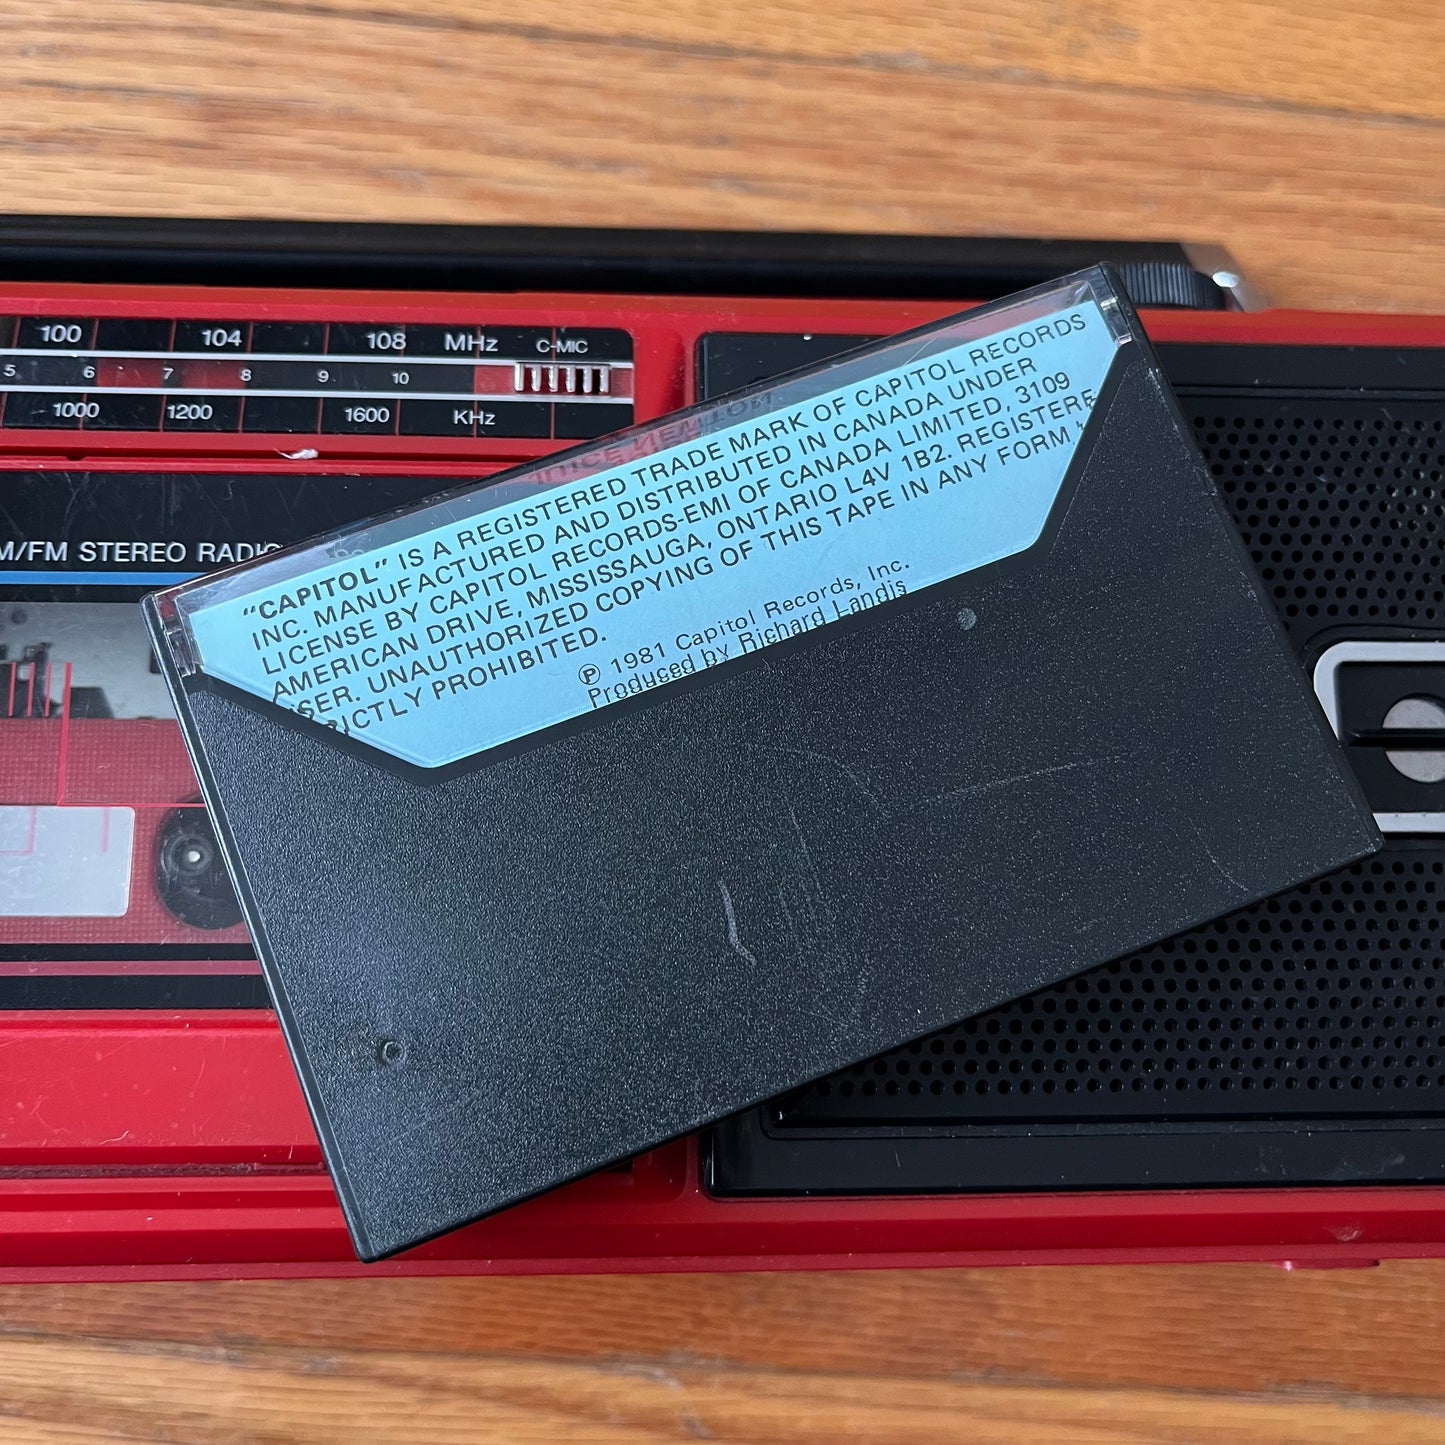 100 104 108 MHz C-MIC
5 6 7 8 9 10
1000 1200 1600 KHz
M/FM STEREO RADIO
"CAPITOL" IS A REGISTERED TRADE MARK OF CAPITOL RECORDS
INC. MANUFACTURED AND DISTRIBUTED IN CANADA UNDER
LICENSE BY CAPITOL RECORDS-EMI OF CANADA LIMITED, 3109
AMERICAN DRIVE, MISSISSAUGA, ONTARIO L4V 1B2. REGISTERE
SER. UNAUTHORIZED COPYING OF THIS TAPE IN ANY FORM
RICTLY PROHIBITED.
℗ 1981 Capitol Records, Inc.
Produced by Richard Landis